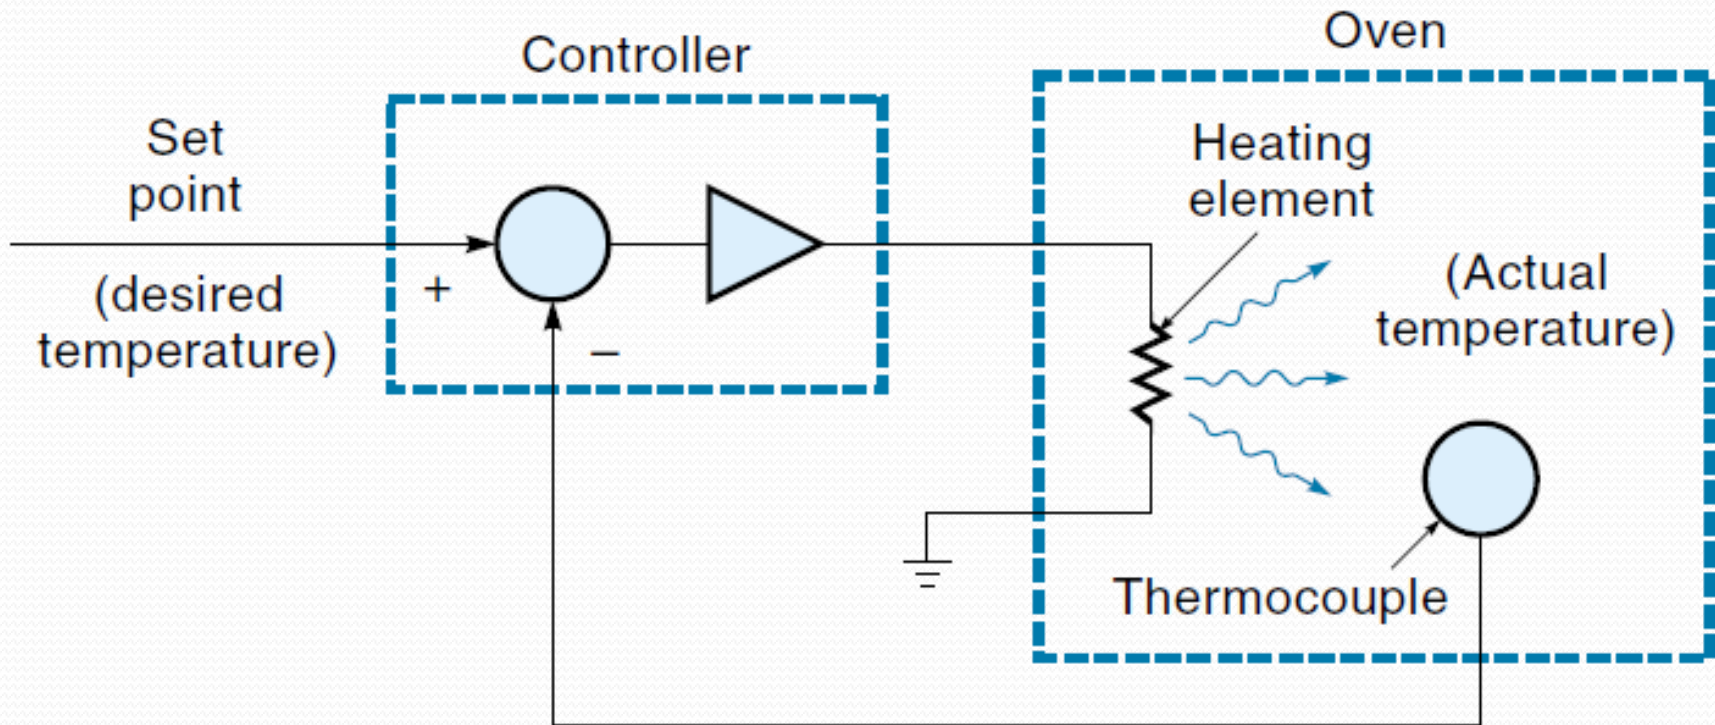 Oven
Controller
Set
point
(desired
temperature)
+
–
Heating
element
(Actual
temperature)
Thermocouple